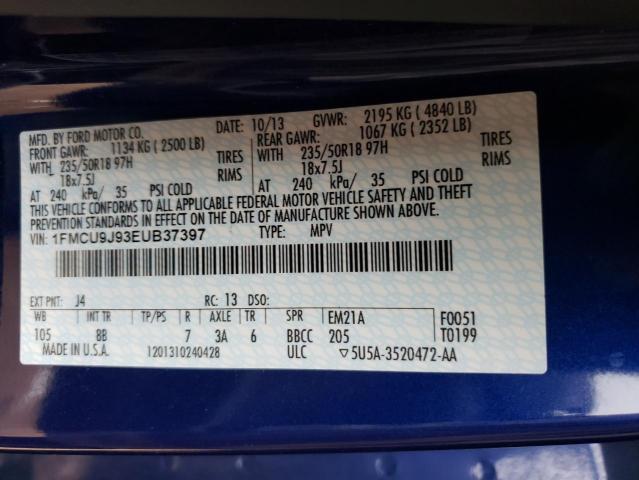 MFD. BY FORD MOTOR CO. DATE: 10/13 GVWR: 2195 KG ( 4840 LB)
FRONT GAWR: 1134 KG ( 2500 LB) REAR GAWR: 1067 KG ( 2352 LB)
WITH 235/50R18 97H TIRES WITH 235/50R18 97H TIRES
18x7.5J RIMS 18x7.5J RIMS
AT 240 kPa/ 35 PSI COLD AT 240 kPa/ 35 PSI COLD
THIS VEHICLE CONFORMS TO ALL APPLICABLE FEDERAL MOTOR VEHICLE SAFETY AND THEFT
PREVENTION STANDARDS IN EFFECT ON THE DATE OF MANUFACTURE SHOWN ABOVE.
VIN: 1FMCU9J93EUB37397 TYPE: MPV
EXT PNT: J4 RC: 13 DSO:
WB INT TR TP/PS R AXLE TR SPR EM21A F0051
105 8B 7 3A 6 BBCC 205 T0199
MADE IN U.S.A. 1201310240428 ULC ▽5U5A-3520472-AA